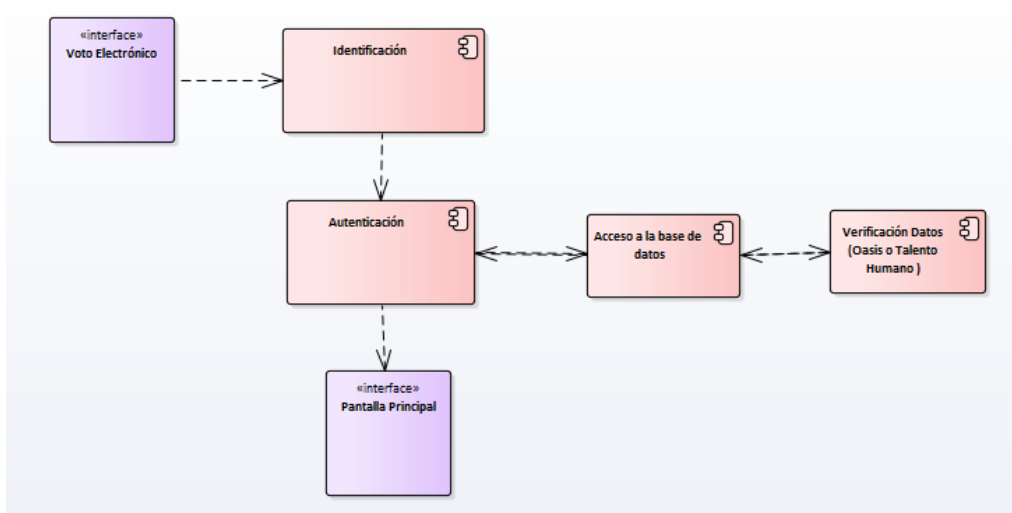 «interface»
Voto Electrónico
Identificación
Autenticación
Acceso a la base de
datos
Verificación Datos
(Oasis o Talento
Humano )
«interface»
Pantalla Principal